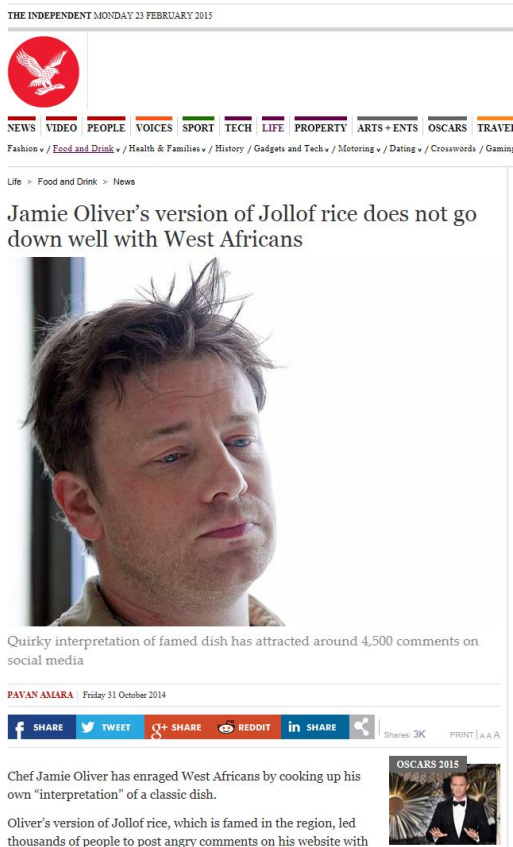 THE INDEPENDENT MONDAY 23 FEBRUARY 2015
NEWS VIDEO PEOPLE VOICES SPORT TECH LIFE PROPERTY ARTS + ENTS OSCARS TRAVEL
Fashion / Food and Drink / Health & Families / History / Gadgets and Tech / Motoring / Dating / Crosswords / Gaming
Life > Food and Drink > News
Jamie Oliver's version of Jollof rice does not go
down well with West Africans
Quirky interpretation of famed dish has attracted around 4,500 comments on
social media
PAVAN AMARA Friday 31 October 2014
f SHARE TWEET g+ SHARE REDDIT in SHARE Shares: 3K PRINT A A A
OSCARS 2015
Chef Jamie Oliver has enraged West Africans by cooking up his
own “interpretation” of a classic dish.
Oliver's version of Jollof rice, which is famed in the region, led
thousands of people to post angry comments on his website with